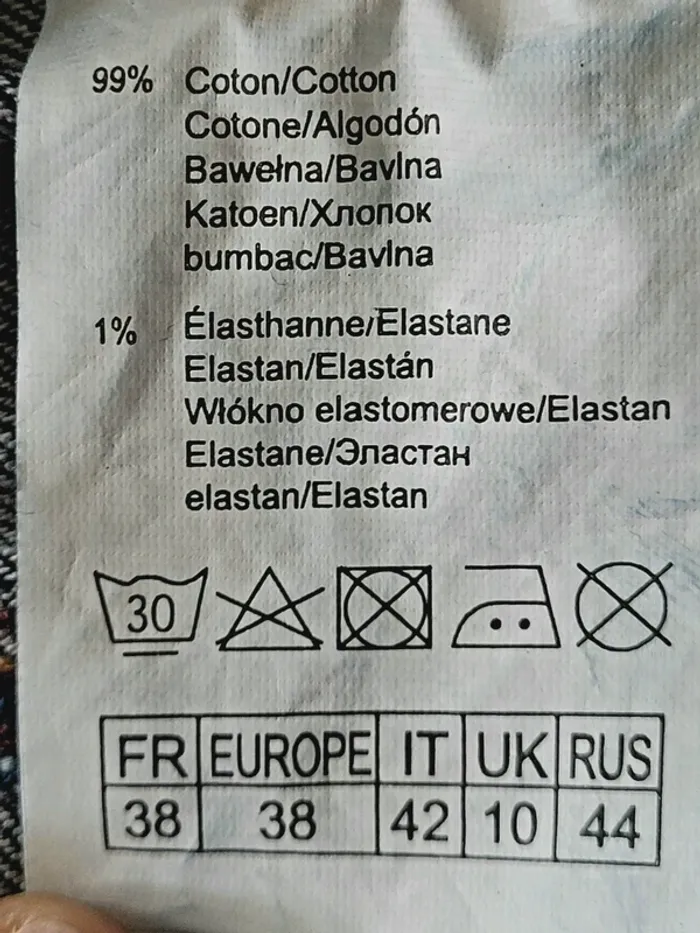 99% Coton/Cotton
Cotone/Algodón
Bawełna/Bavlna
Katoen/Хлопок
bumbac/Bavlna
1% Élasthanne/Elastane
Elastan/Elastán
Włókno elastomerowe/Elastan
Elastane/Эластан
elastan/Elastan
30
FR EUROPE IT UK RUS
38 38 42 10 44